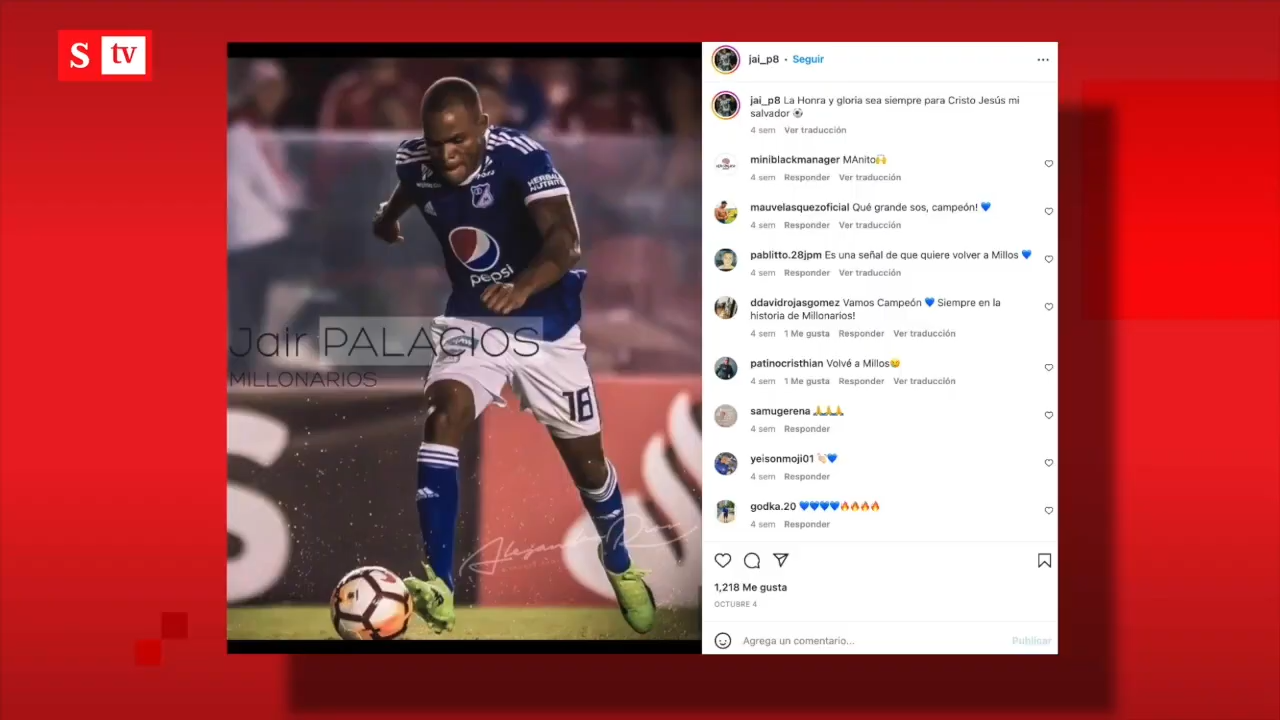 S tv
HERBALIFE
NUTRITION
pepsi
Jair PALACIOS
MILLONARIOS
18
jai_p8 • Seguir
jai_p8 La Honra y gloria sea siempre para Cristo Jesús mi
salvador ⚽
4 sem Ver traducción
miniblackmanager MAnito🙌
4 sem Responder Ver traducción
mauvelasquezoficial Qué grande sos, campeón! 💙
4 sem Responder Ver traducción
pablitto.28jpm Es una señal de que quiere volver a Millos 💙
4 sem Responder Ver traducción
ddavidrojasgomez Vamos Campeón 💙 Siempre en la
historia de Millonarios!
4 sem 1 Me gusta Responder Ver traducción
patinocristhian Volvé a Millos😢
4 sem 1 Me gusta Responder Ver traducción
samugerena 🙏🙏🙏
4 sem Responder
yeisonmoji01 👏🏻💙
4 sem Responder
godka.20 💙💙💙💙🔥🔥🔥🔥
4 sem Responder
1,218 Me gusta
OCTUBRE 4
Agrega un comentario...
Publicar